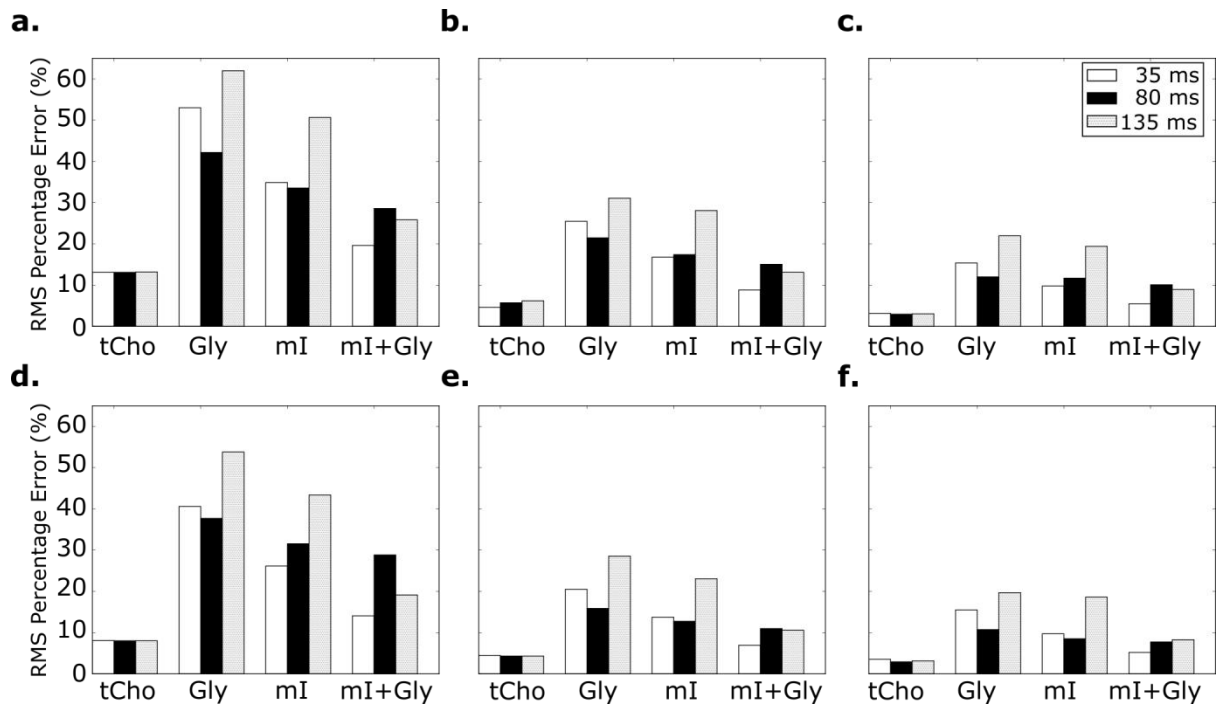 a.
b.
c.
RMS Percentage Error (%)
60
50
40
30
20
10
0
tCho Gly mI mI+Gly
tCho Gly mI mI+Gly
35 ms
80 ms
135 ms
tCho Gly mI mI+Gly
d.
e.
f.
RMS Percentage Error (%)
60
50
40
30
20
10
0
tCho Gly mI mI+Gly
tCho Gly mI mI+Gly
tCho Gly mI mI+Gly